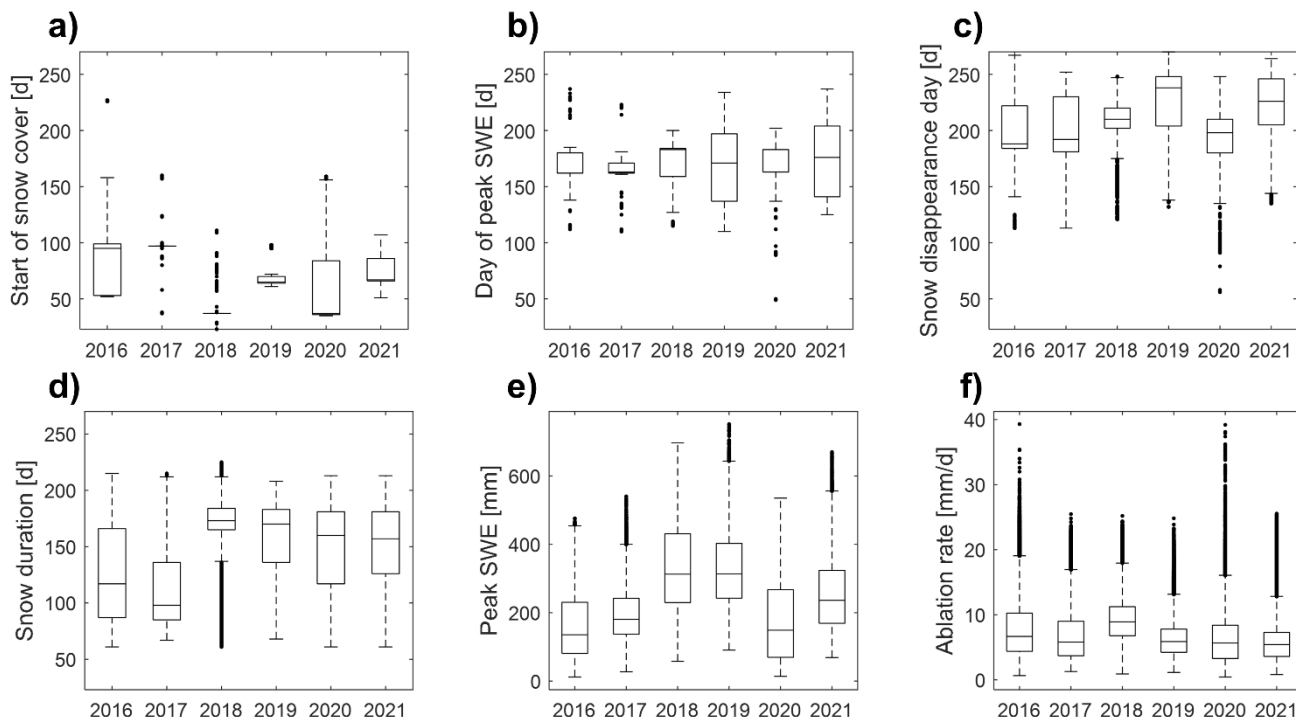 a)
Start of snow cover [d]
250
200
150
100
50
2016 2017 2018 2019 2020 2021
b)
Day of peak SWE [d]
250
200
150
100
50
2016 2017 2018 2019 2020 2021
c)
Snow disappearance day [d]
250
200
150
100
50
2016 2017 2018 2019 2020 2021
d)
Snow duration [d]
250
200
150
100
50
2016 2017 2018 2019 2020 2021
e)
Peak SWE [mm]
600
400
200
0
2016 2017 2018 2019 2020 2021
f)
Ablation rate [mm/d]
40
30
20
10
0
2016 2017 2018 2019 2020 2021